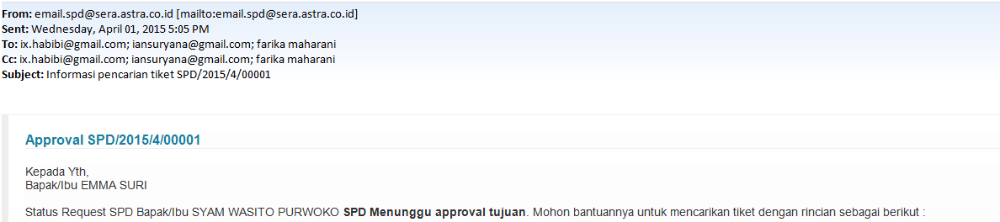 From: email.spd@sera.astra.co.id [mailto:email.spd@sera.astra.co.id]
Sent: Wednesday, April 01, 2015 5:05 PM
To: ix.habibi@gmail.com; iansuryana@gmail.com; farika maharani
Cc: ix.habibi@gmail.com; iansuryana@gmail.com; farika maharani
Subject: Informasi pencarian tiket SPD/2015/4/00001
Approval SPD/2015/4/00001
Kepada Yth,
Bapak/Ibu EMMA SURI
Status Request SPD Bapak/Ibu SYAM WASITO PURWOKO SPD Menunggu approval tujuan. Mohon bantuannya untuk mencarikan tiket dengan rincian sebagai berikut :